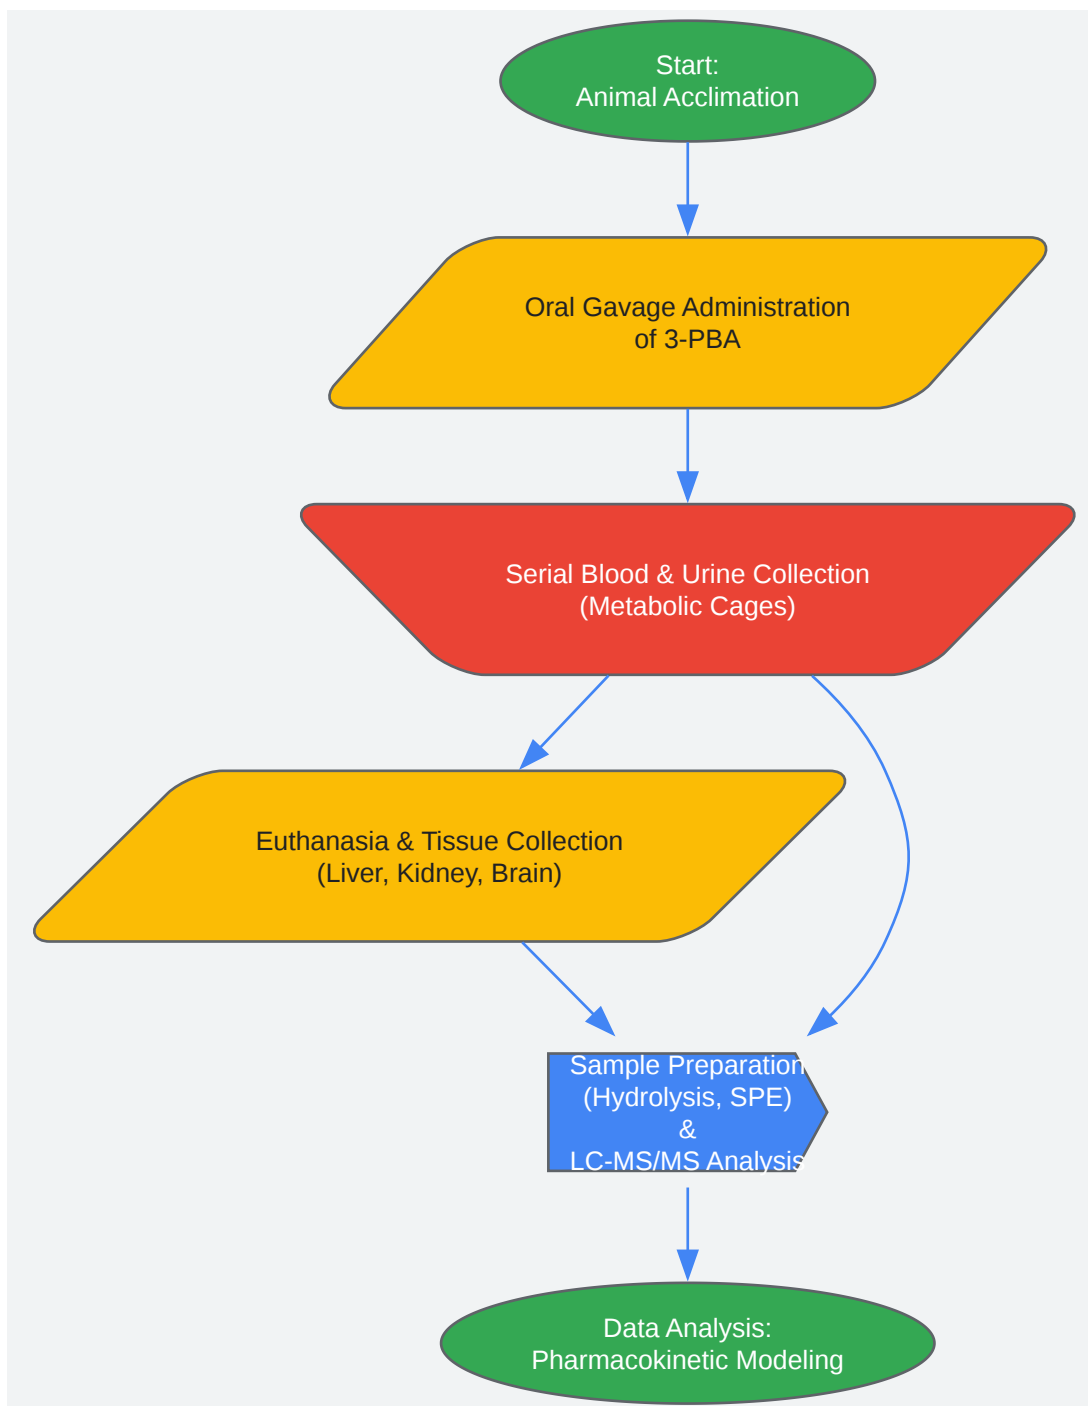 Start:
Animal Acclimation
Oral Gavage Administration
of 3-PBA
Serial Blood & Urine Collection
(Metabolic Cages)
Euthanasia & Tissue Collection
(Liver, Kidney, Brain)
Sample Preparation
(Hydrolysis, SPE)
&
LC-MS/MS Analysis
Data Analysis:
Pharmacokinetic Modeling